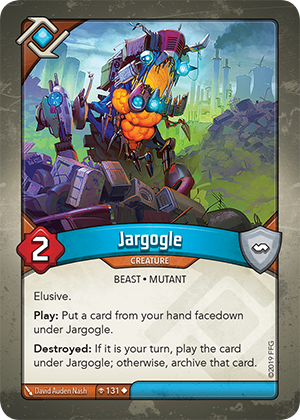 2
Jargogle
CREATURE
BEAST • MUTANT
Elusive.
Play: Put a card from your hand facedown
under Jargogle.
Destroyed: If it is your turn, play the card
under Jargogle; otherwise, archive that card.
David Auden Nash
131
©2019 FFG